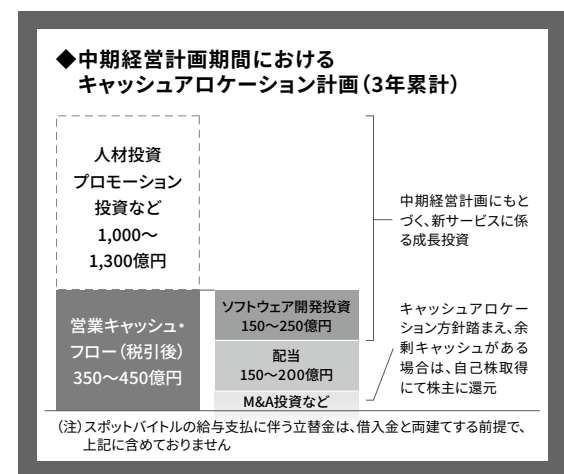 ◆中期経営計画期間における
キャッシュアロケーション計画（3年累計）
人材投資
プロモーション
投資など
1,000～
1,300億円
営業キャッシュ・
フロー（税引後）
350～450億円
ソフトウェア開発投資
150～250億円
配当
150～200億円
M&A投資など
中期経営計画にもと
づく、新サービスに係
る成長投資
キャッシュアロケー
ション方針踏まえ、余
剰キャッシュがある
場合は、自己株取得
にて株主に還元
（注）スポットバイトルの給与支払に伴う立替金は、借入金と両建てする前提で、
上記に含めておりません